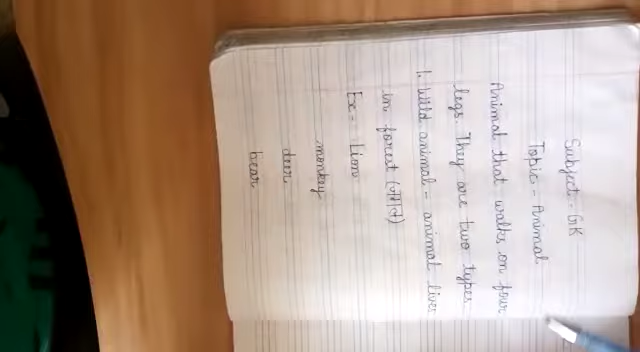 Subject - GK
Topic - Animal
Animal that walks on four
legs. They are two types
1. Wild animal - animal lives
in forest
Ex - Lion
monkey
deer
bear